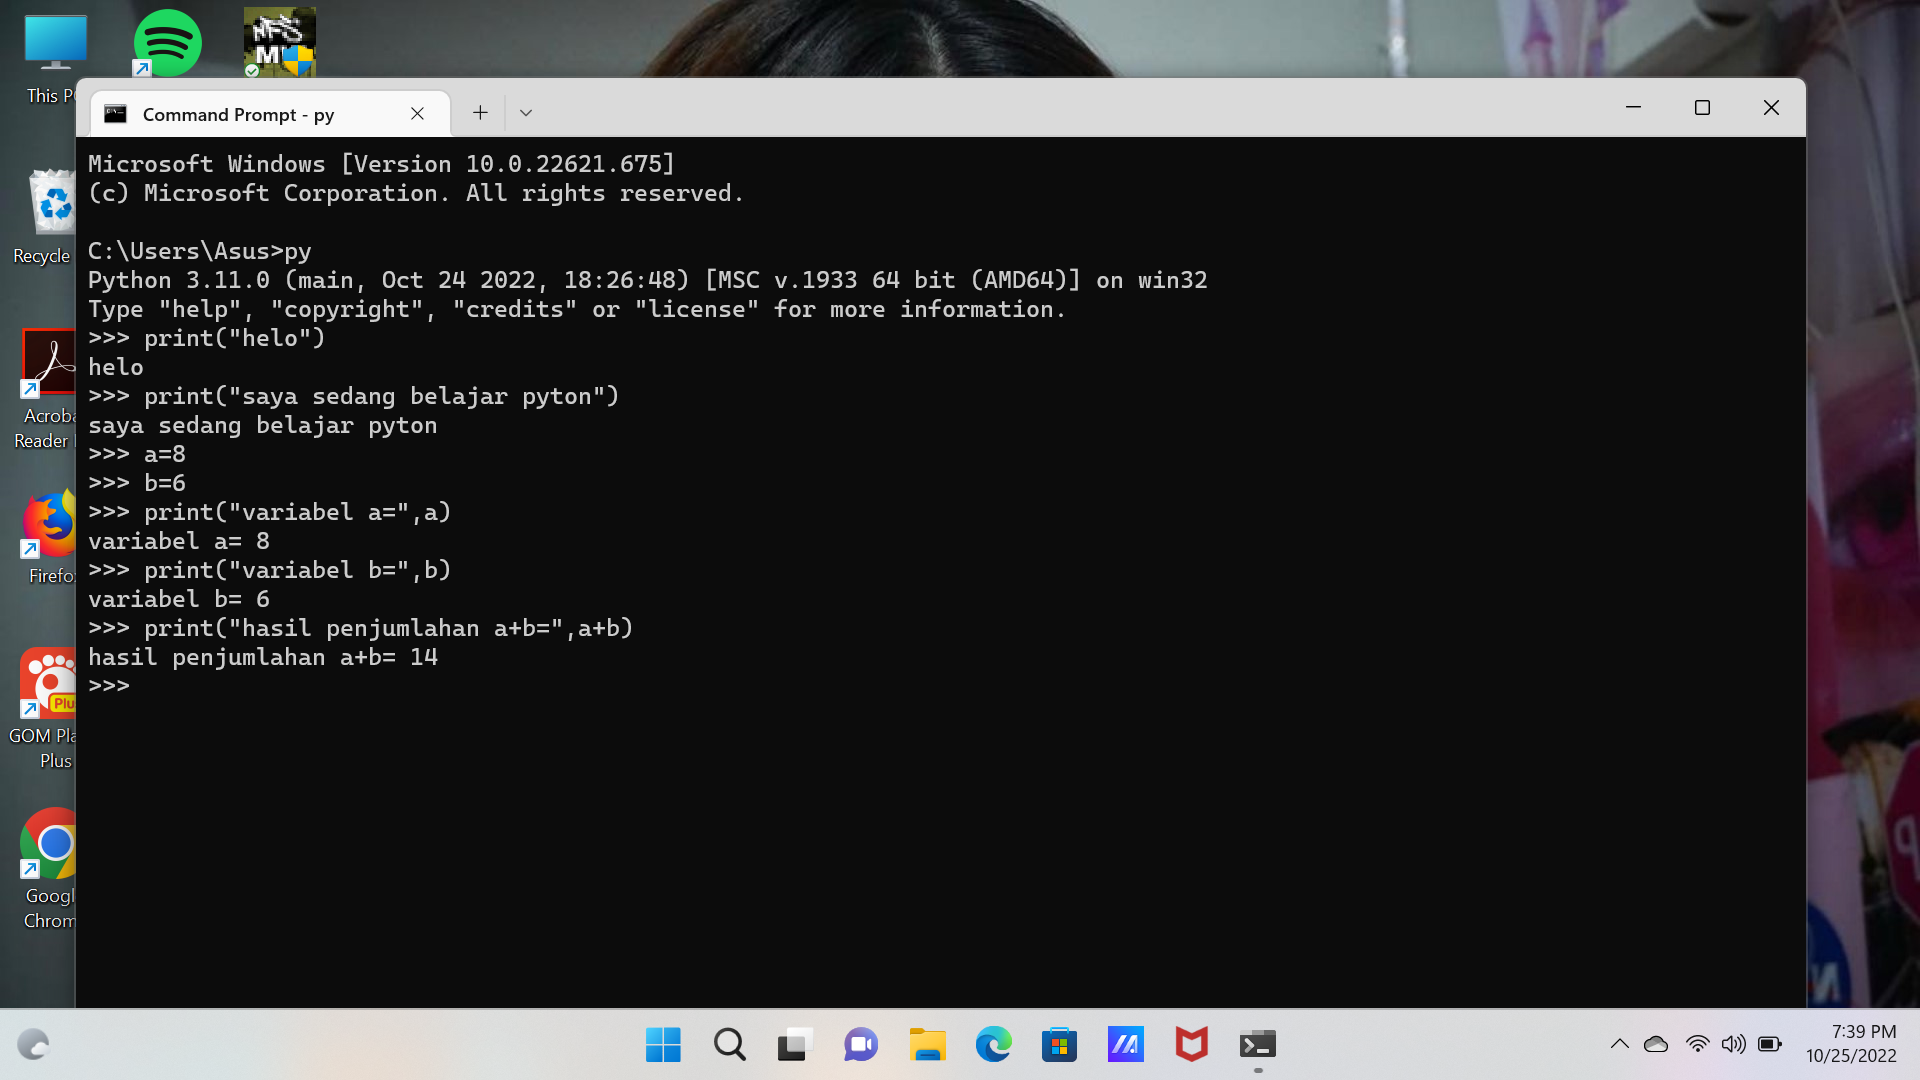 This P
Recycle
Acroba
Reader
Firefo
GOM Pla
Plus
Plu
Googl
Chrom
NFS
Command Prompt - py
Microsoft Windows [Version 10.0.22621.675]
(c) Microsoft Corporation. All rights reserved.
C:\Users\Asus>py
Python 3.11.0 (main, Oct 24 2022, 18:26:48) [MSC v.1933 64 bit (AMD64)] on win32
Type "help", "copyright", "credits" or "license" for more information.
>>> print("helo")
helo
>>> print("saya sedang belajar pyton")
saya sedang belajar pyton
>>> a=8
>>> b=6
>>> print("variabel a=",a)
variabel a= 8
>>> print("variabel b=",b)
variabel b= 6
>>> print("hasil penjumlahan a+b=",a+b)
hasil penjumlahan a+b= 14
>>>
7:39 PM
10/25/2022